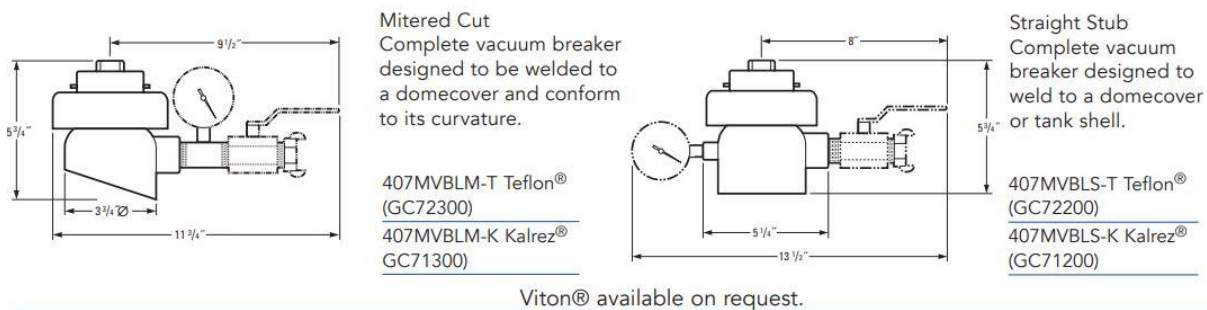 9 1/2″
5 3/4″
3 3/4″Ø
11 3/4″
Mitered Cut
Complete vacuum breaker
designed to be welded to
a domecover and conform
to its curvature.
407MVBLM-T Teflon®
(GC72300)
407MVBLM-K Kalrez®
GC71300)
8″
5 3/4″
5 1/4″
13 1/2″
Straight Stub
Complete vacuum
breaker designed to
weld to a domecover
or tank shell.
407MVBLS-T Teflon®
(GC72200)
407MVBLS-K Kalrez®
(GC71200)
Viton® available on request.